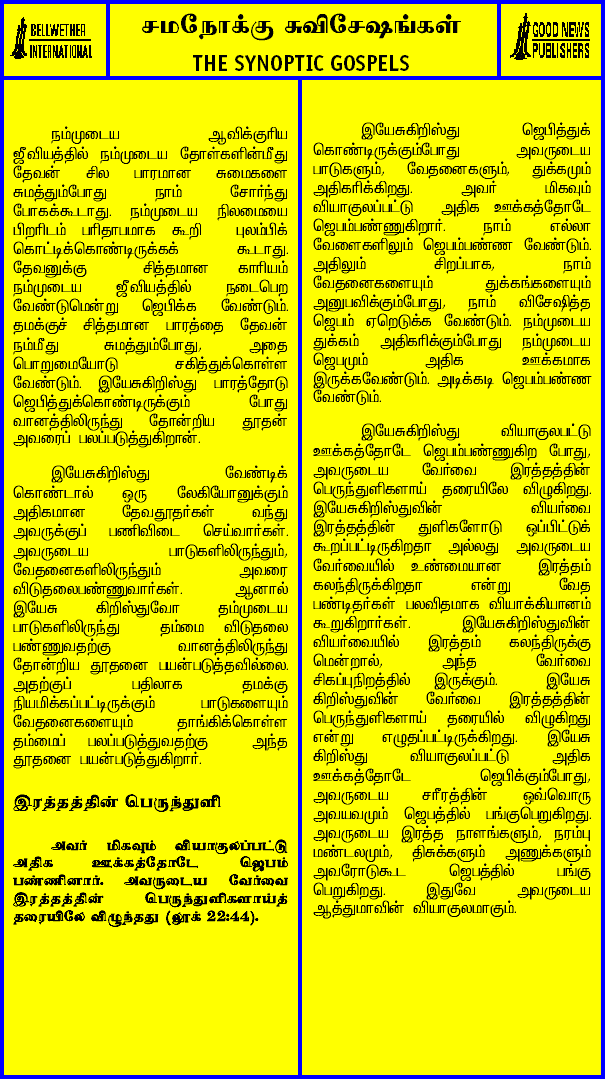 BELLWETHER
INTERNATIONAL
சமநோக்கு சுவிசேஷங்கள்
THE SYNOPTIC GOSPELS
GOOD NEWS
PUBLISHERS
நம்முடைய ஆவிக்குரிய
ஜீவியத்தில் நம்முடைய தோள்களின்மீது
தேவன் சில பாரமான சுமைகளை
சுமத்தும்போது நாம் சோர்ந்து
போகக்கூடாது. நம்முடைய நிலமையை
பிறரிடம் பரிதாபமாக கூறி புலம்பிக்
கொட்டிக்கொண்டிருக்கக் கூடாது.
தேவனுக்கு சித்தமான காரியம்
நம்முடைய ஜீவியத்தில் நடைபெற
வேண்டுமென்று ஜெபிக்க வேண்டும்.
தமக்குச் சித்தமான பாரத்தை தேவன்
நம்மீது சுமத்தும்போது, அதை
பொறுமையோடு சகித்துக்கொள்ள
வேண்டும். இயேசுகிறிஸ்து பாரத்தோடு
ஜெபித்துக்கொண்டிருக்கும் போது
வானத்திலிருந்து தோன்றிய தூதன்
அவரைப் பலப்படுத்துகிறான்.
இயேசுகிறிஸ்து வேண்டிக்
கொண்டால் ஒரு லேகியோனுக்கும்
அதிகமான தேவதூதர்கள் வந்து
அவருக்குப் பணிவிடை செய்வார்கள்.
அவருடைய பாடுகளிலிருந்தும்,
வேதனைகளிலிருந்தும் அவரை
விடுதலைபண்ணுவார்கள். ஆனால்
இயேசு கிறிஸ்துவோ தம்முடைய
பாடுகளிலிருந்து தம்மை விடுதலை
பண்ணுவதற்கு வானத்திலிருந்து
தோன்றிய தூதனை பயன்படுத்தவில்லை.
அதற்குப் பதிலாக தமக்கு
நியமிக்கப்பட்டிருக்கும் பாடுகளையும்
வேதனைகளையும் தாங்கிக்கொள்ள
தம்மைப் பலப்படுத்துவதற்கு அந்த
தூதனை பயன்படுத்துகிறார்.
இரத்தத்தின் பெருந்துளி
அவர் மிகவும் வியாகுலப்பட்டு
அதிக ஊக்கத்தோடே ஜெபம்
பண்ணினார். அவருடைய வேர்வை
இரத்தத்தின் பெருந்துளிகளாய்த்
தரையிலே விழுந்தது (லூக் 22:44).
இயேசுகிறிஸ்து ஜெபித்துக்
கொண்டிருக்கும்போது அவருடைய
பாடுகளும், வேதனைகளும், துக்கமும்
அதிகரிக்கிறது. அவர் மிகவும்
வியாகுலப்பட்டு அதிக ஊக்கத்தோடே
ஜெபம்பண்ணுகிறார். நாம் எல்லா
வேளைகளிலும் ஜெபம்பண்ண வேண்டும்.
அதிலும் சிறப்பாக, நாம்
வேதனைகளையும் துக்கங்களையும்
அனுபவிக்கும்போது, நாம் விசேஷித்த
ஜெபம் ஏறெடுக்க வேண்டும். நம்முடைய
துக்கம் அதிகரிக்கும்போது நம்முடைய
ஜெபமும் அதிக ஊக்கமாக
இருக்கவேண்டும். அடிக்கடி ஜெபம்பண்ண
வேண்டும்.
இயேசுகிறிஸ்து வியாகுலபட்டு
ஊக்கத்தோடே ஜெபம்பண்ணுகிற போது,
அவருடைய வேர்வை இரத்தத்தின்
பெருந்துளிகளாய் தரையிலே விழுகிறது.
இயேசுகிறிஸ்துவின் வியர்வை
இரத்தத்தின் துளிகளோடு ஒப்பிட்டுக்
கூறப்பட்டிருகிறதா அல்லது அவருடைய
வேர்வையில் உண்மையான இரத்தம்
கலந்திருக்கிறதா என்று வேத
பண்டிதர்கள் பலவிதமாக வியாக்கியானம்
கூறுகிறார்கள். இயேசுகிறிஸ்துவின்
வியர்வையில் இரத்தம் கலந்திருக்கு
மென்றால், அந்த வேர்வை
சிகப்புநிறத்தில் இருக்கும். இயேசு
கிறிஸ்துவின் வேர்வை இரத்தத்தின்
பெருந்துளிகளாய் தரையில் விழுகிறது
என்று எழுதப்பட்டிருக்கிறது. இயேசு
கிறிஸ்து வியாகுலப்பட்டு அதிக
ஊக்கத்தோடே ஜெபிக்கும்போது,
அவருடைய சரீரத்தின் ஒவ்வொரு
அவயவமும் ஜெபத்தில் பங்குபெறுகிறது.
அவருடைய இரத்த நாளங்களும், நரம்பு
மண்டலமும், திசுக்களும் அணுக்களும்
அவரோடுகூட ஜெபத்தில் பங்கு
பெறுகிறது. இதுவே அவருடைய
ஆத்துமாவின் வியாகுலமாகும்.